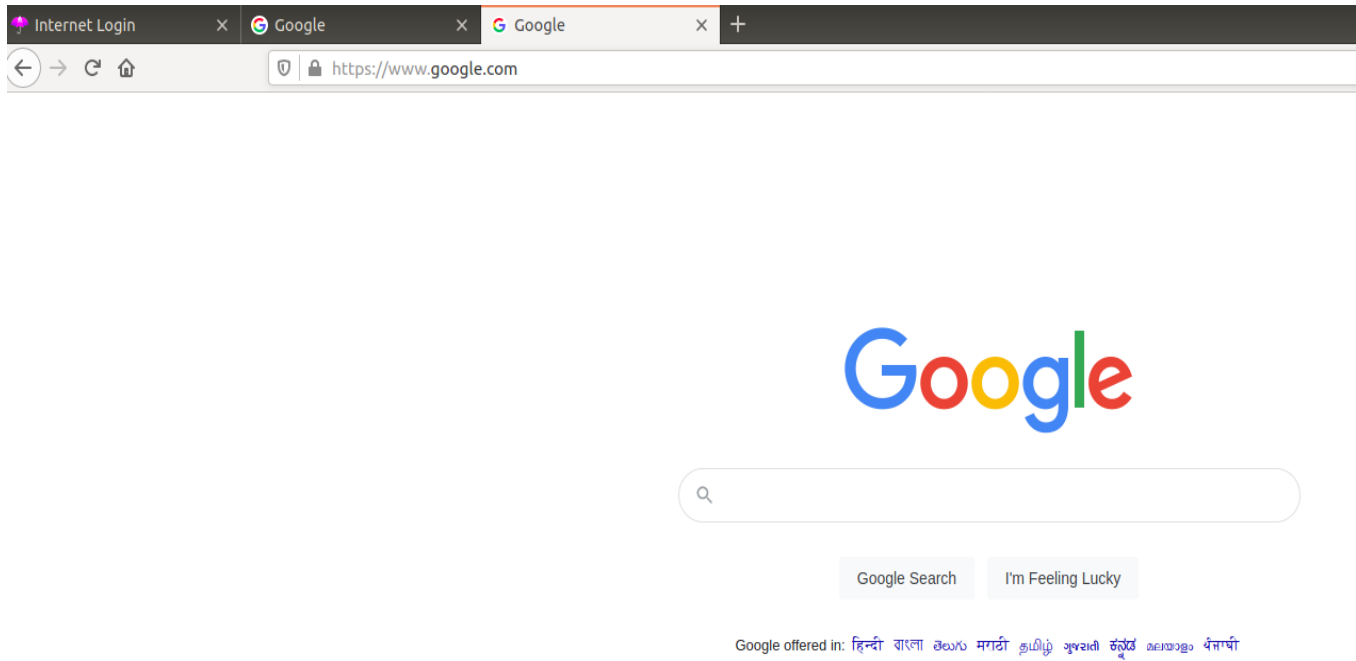 Internet Login Google Google
https://www.google.com
Google
Google Search I'm Feeling Lucky
Google offered in: हिन्दी বাংলা తెలుగు मराठी தமிழ் ગુજરાતી ಕನ್ನಡ മലയാളം ਪੰਜਾਬੀ